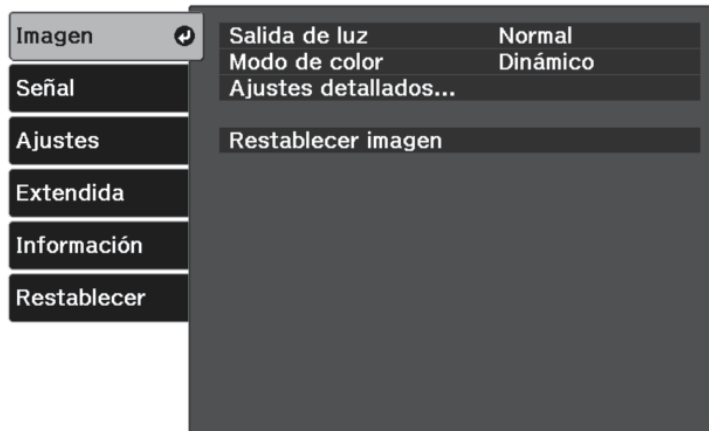 Imagen
Señal
Ajustes
Extendida
Información
Restablecer
Salida de luz Normal
Modo de color Dinámico
Ajustes detallados...
Restablecer imagen